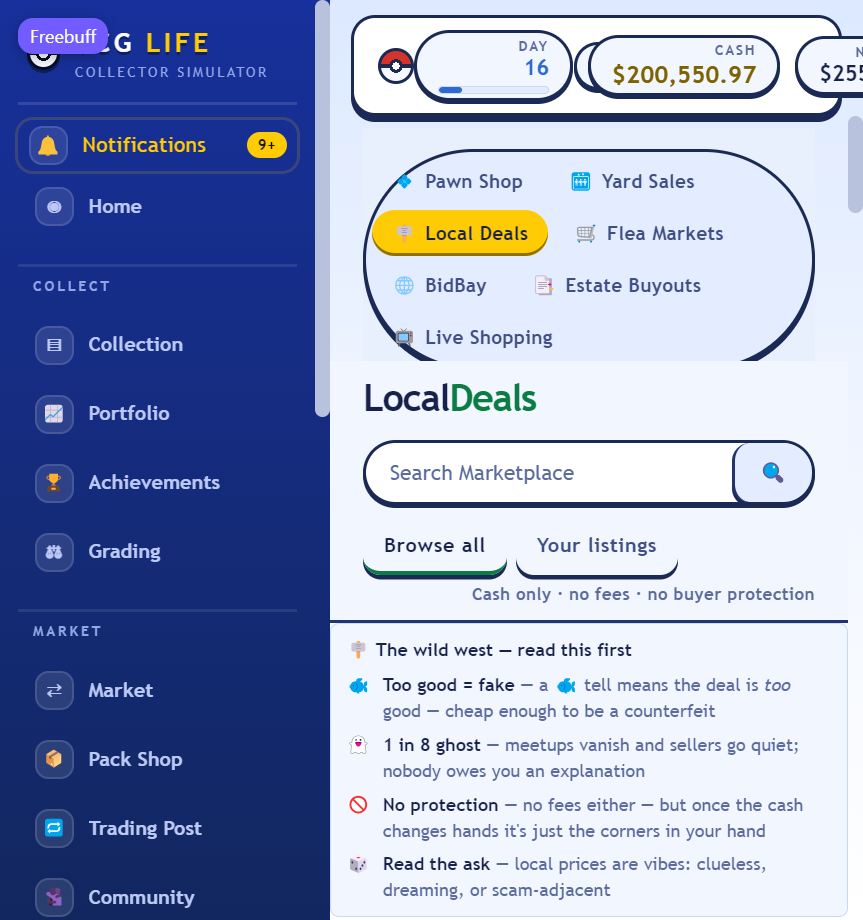 Freebuff
CG LIFE
COLLECTOR SIMULATOR
Notifications
9+
Home
COLLECT
Collection
Portfolio
Achievements
Grading
MARKET
Market
Pack Shop
Trading Post
Community
DAY
16
CASH
$200,550.97
N
$255
Pawn Shop
Yard Sales
Local Deals
Flea Markets
BidBay
Estate Buyouts
Live Shopping
LocalDeals
Search Marketplace
Browse all
Your listings
Cash only · no fees · no buyer protection
The wild west — read this first
Too good = fake — a 🐟 tell means the deal is too
good — cheap enough to be a counterfeit
1 in 8 ghost — meetups vanish and sellers go quiet;
nobody owes you an explanation
No protection — no fees either — but once the cash
changes hands it's just the corners in your hand
Read the ask — local prices are vibes: clueless,
dreaming, or scam-adjacent